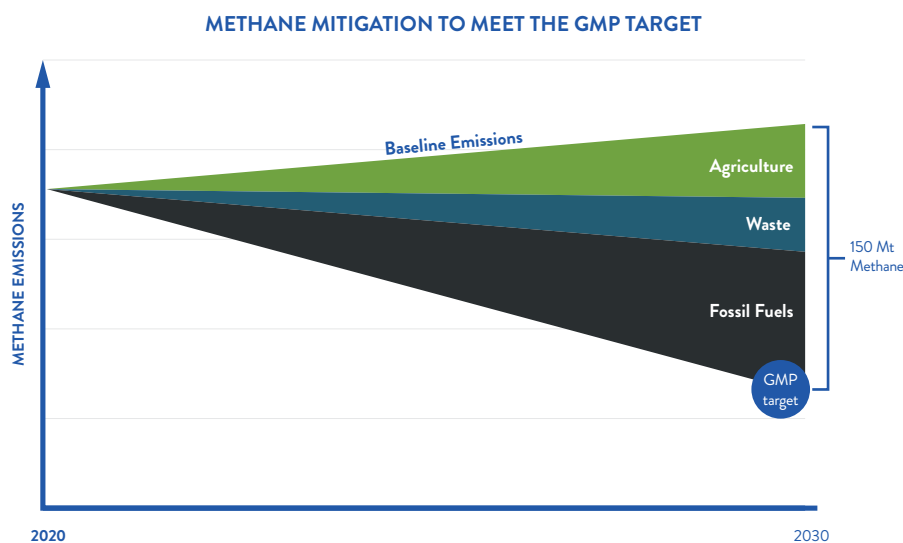 METHANE MITIGATION TO MEET THE GMP TARGET
METHANE EMISSIONS
Baseline Emissions
Agriculture
Waste
Fossil Fuels
150 Mt
Methane
GMP
target
2020
2030